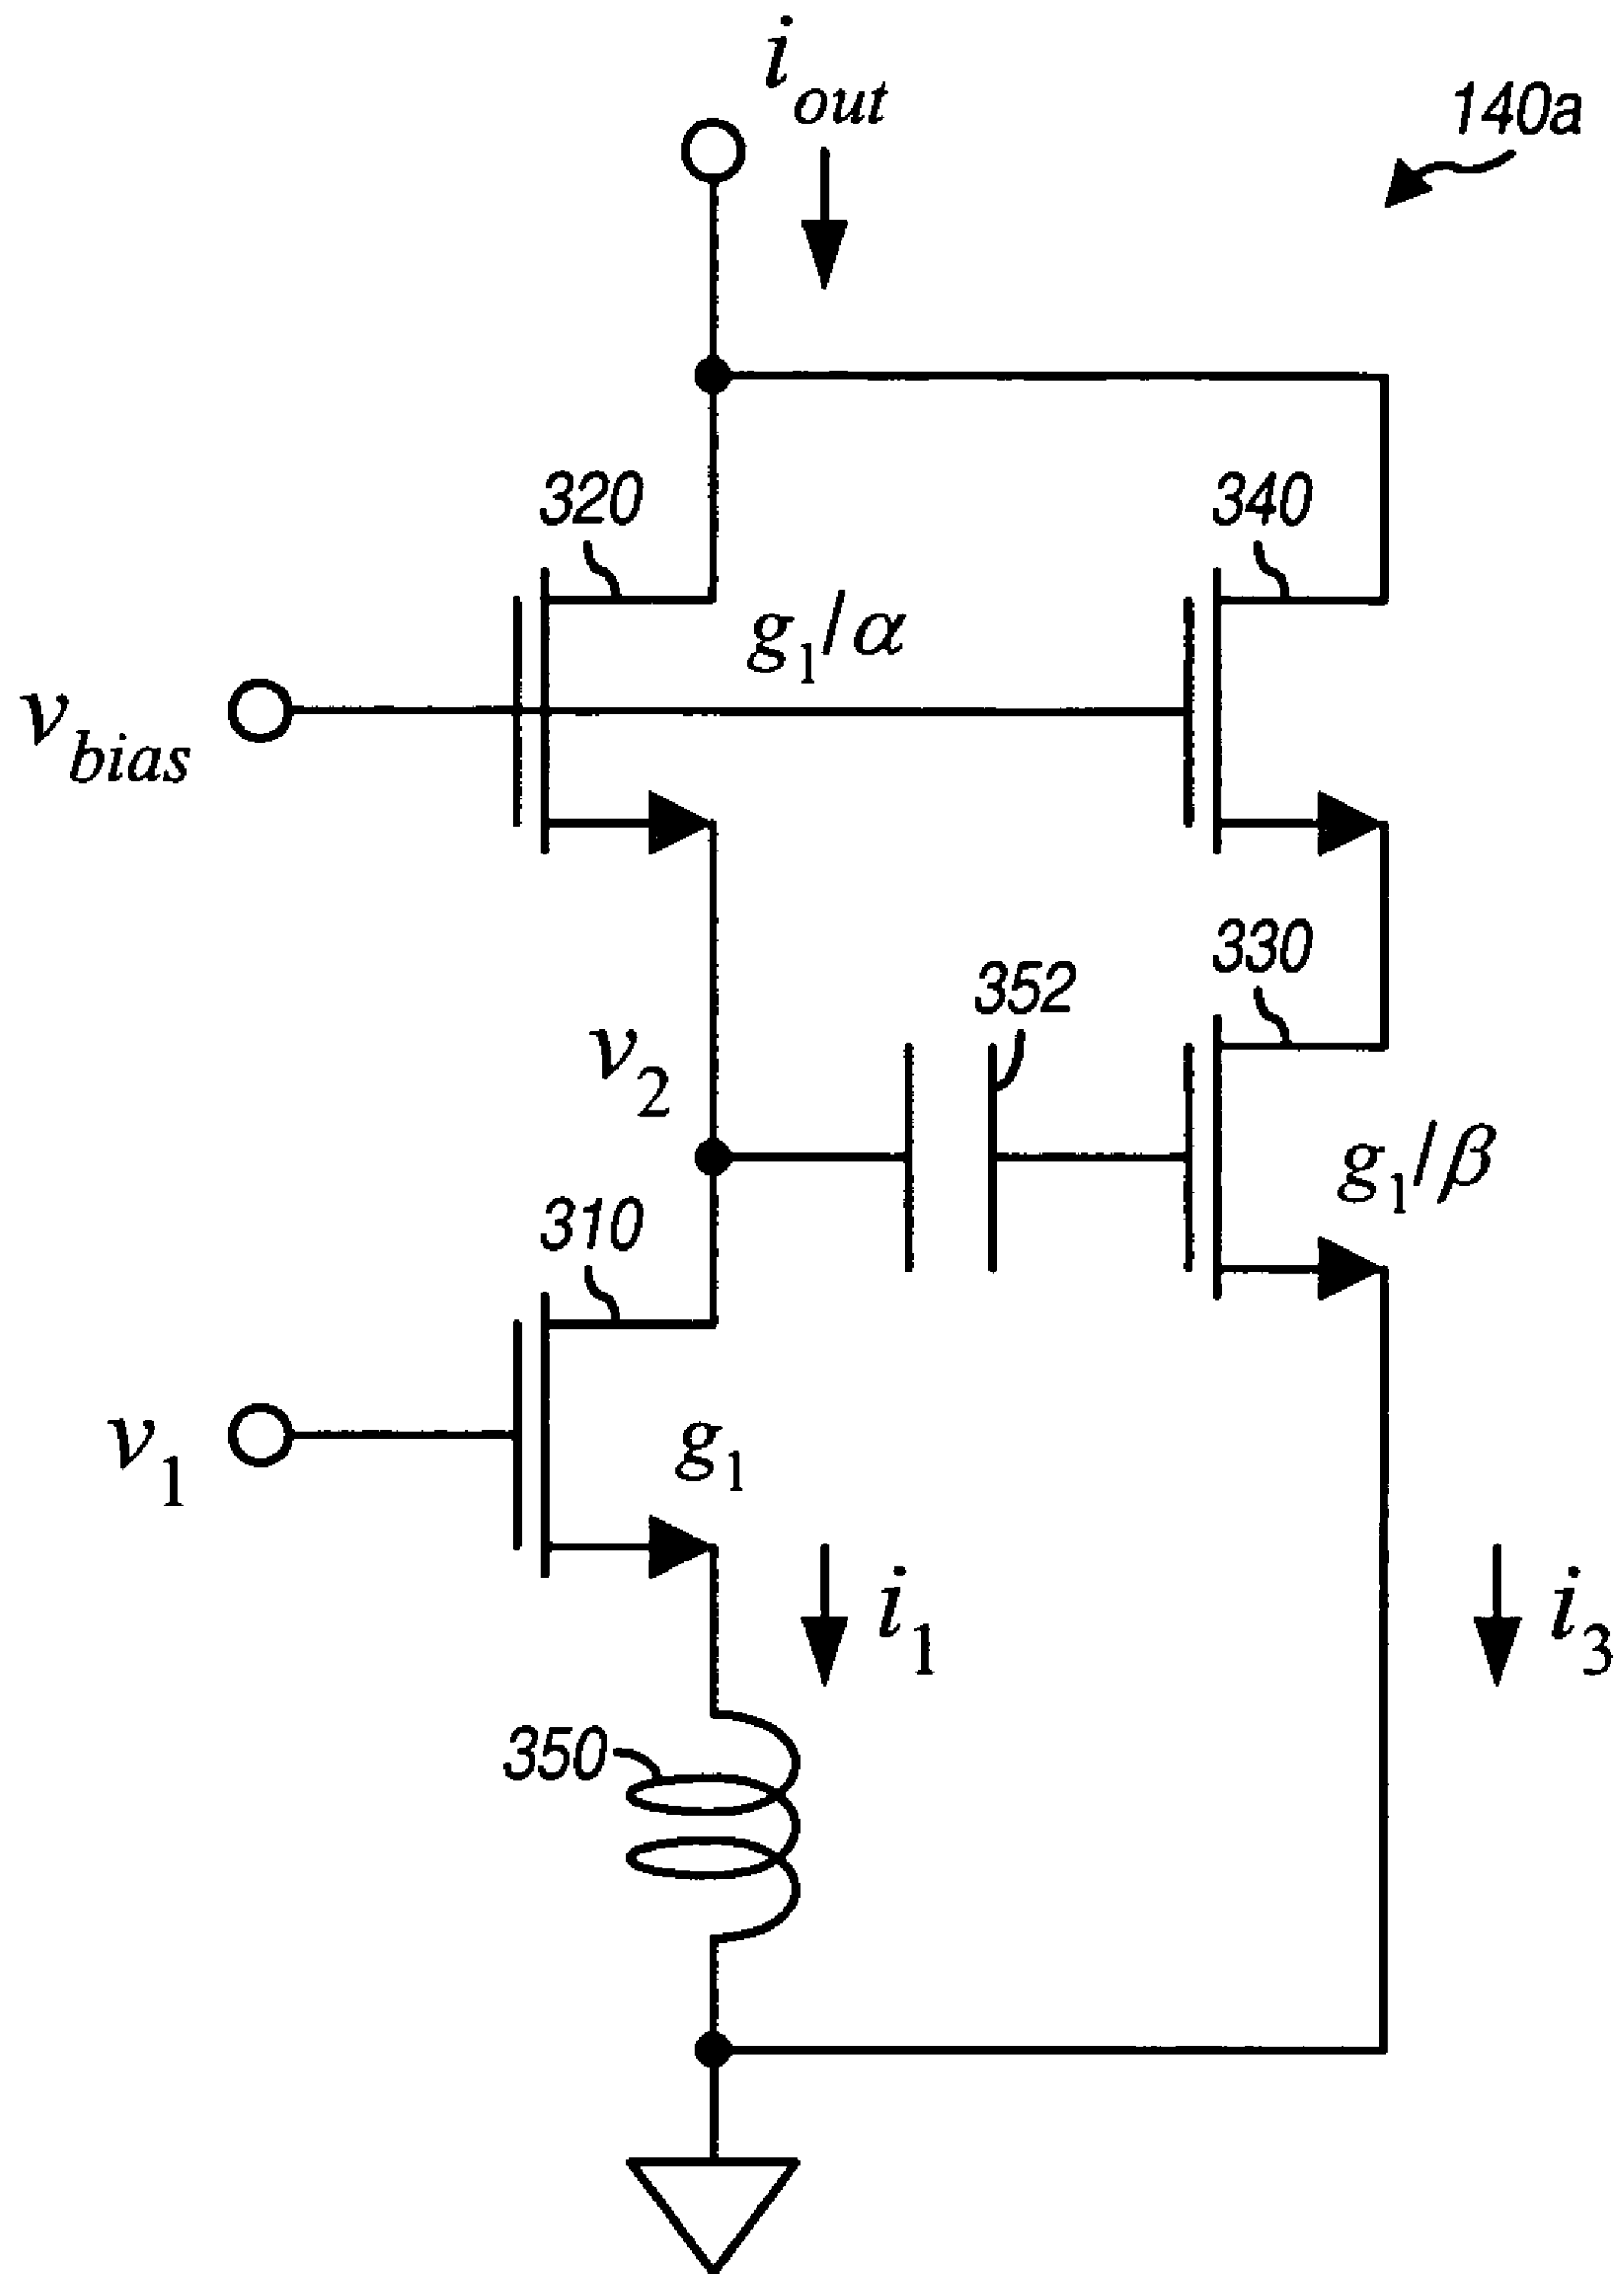 i_out
140a
320
340
g_1/α
v_bias
330
352
v_2
g_1/β
310
g_1
v_1
i_1
i_3
350